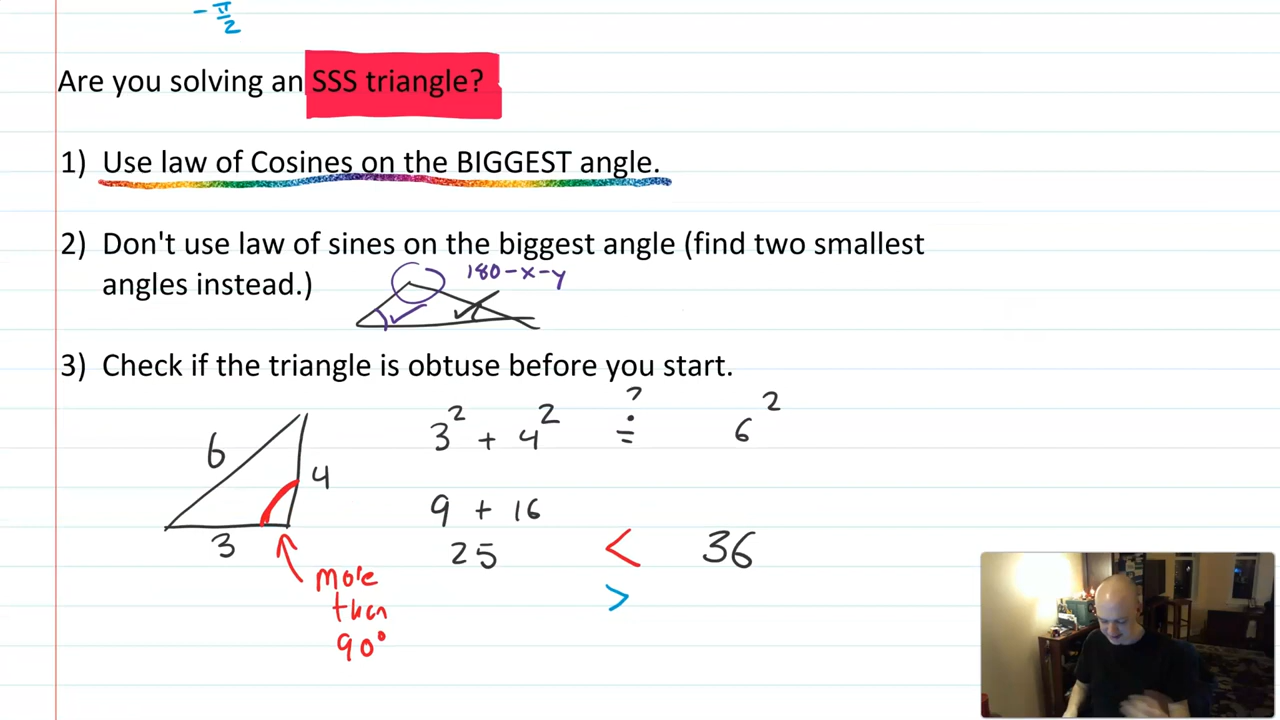 -π/2
Are you solving an SSS triangle?
1) Use law of Cosines on the BIGGEST angle.
2) Don't use law of sines on the biggest angle (find two smallest
angles instead.)
180-x-y
3) Check if the triangle is obtuse before you start.
3² + 4² ≟ 6²
6
4
9 + 16
3
25 < 36
more
than
90°
>